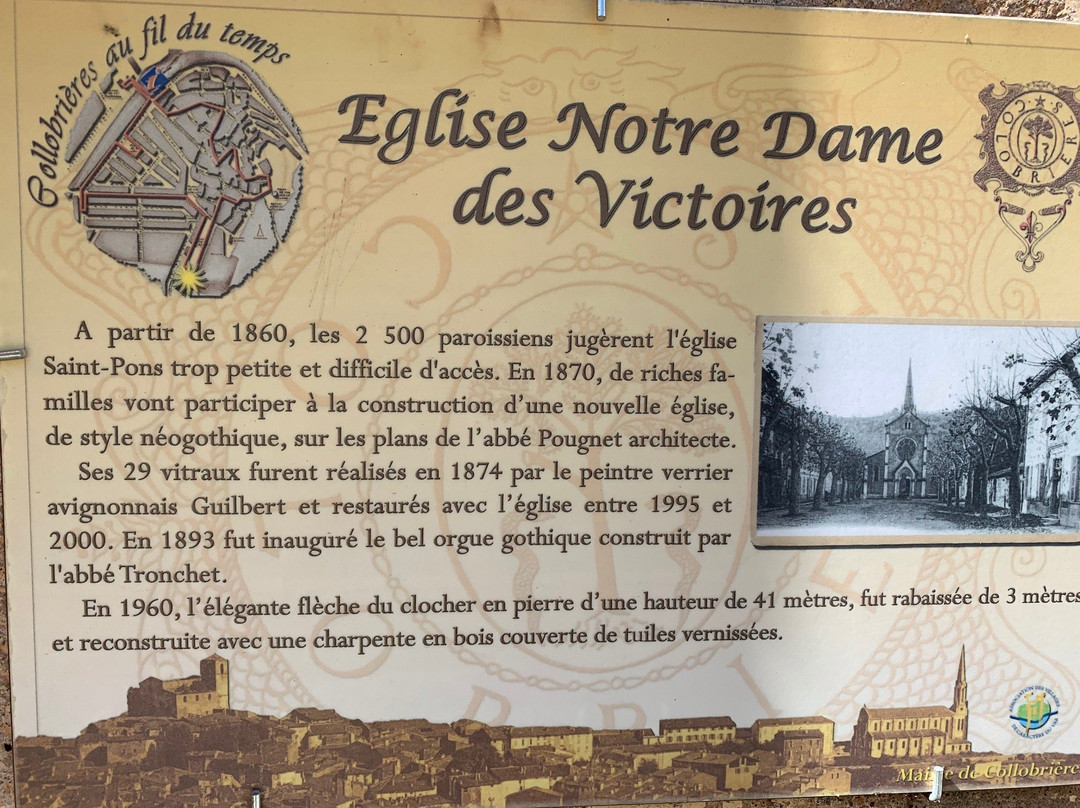 Collobrières au fil du temps
Eglise Notre Dame
des Victoires
COLLOBRIERES
A partir de 1860, les 2 500 paroissiens jugèrent l'église
Saint-Pons trop petite et difficile d'accès. En 1870, de riches fa-
milles vont participer à la construction d’une nouvelle église,
de style néogothique, sur les plans de l’abbé Pougnet architecte.
Ses 29 vitraux furent réalisés en 1874 par le peintre verrier
avignonnais Guilbert et restaurés avec l’église entre 1995 et
2000. En 1893 fut inauguré le bel orgue gothique construit par
l'abbé Tronchet.
En 1960, l’élégante flèche du clocher en pierre d’une hauteur de 41 mètres, fut rabaissée de 3 mètres
et reconstruite avec une charpente en bois couverte de tuiles vernissées.
Mairie de Collobrière